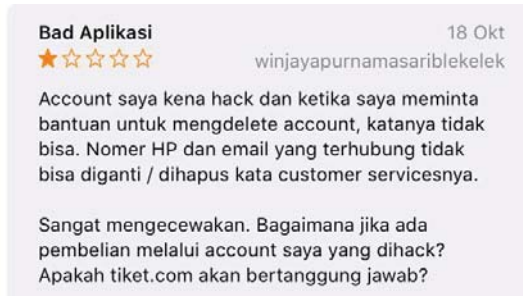 Bad Aplikasi 18 Okt
winjayapurnamasariblekelek
Account saya kena hack dan ketika saya meminta
bantuan untuk mengdelete account, katanya tidak
bisa. Nomer HP dan email yang terhubung tidak
bisa diganti / dihapus kata customer servicesnya.
Sangat mengecewakan. Bagaimana jika ada
pembelian melalui account saya yang dihack?
Apakah tiket.com akan bertanggung jawab?